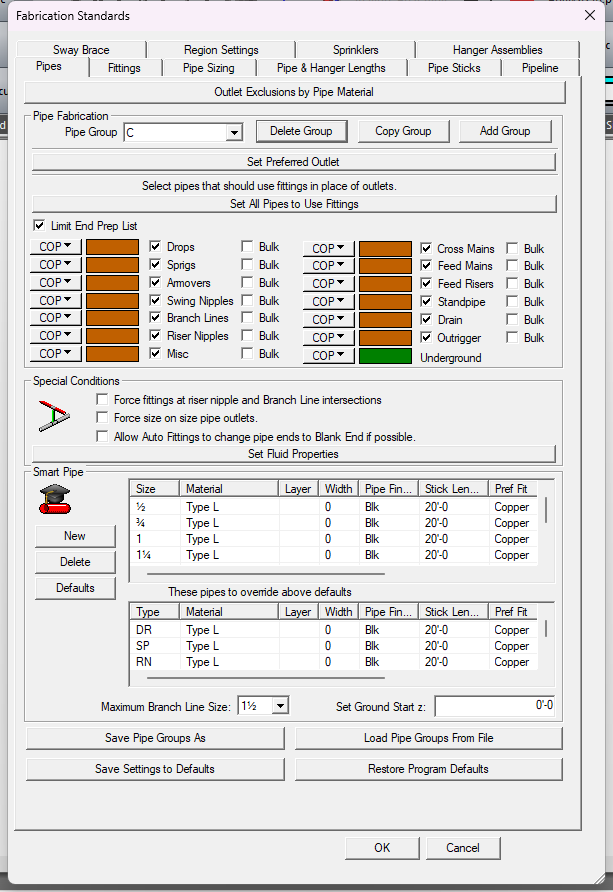 Fabrication Standards
Sway Brace Region Settings Sprinklers Hanger Assemblies
Pipes Fittings Pipe Sizing Pipe & Hanger Lengths Pipe Sticks Pipeline
Outlet Exclusions by Pipe Material
Pipe Fabrication
Pipe Group C Delete Group Copy Group Add Group
Set Preferred Outlet
Select pipes that should use fittings in place of outlets.
Set All Pipes to Use Fittings
Limit End Prep List
COP Drops Bulk COP Cross Mains Bulk
COP Sprigs Bulk COP Feed Mains Bulk
COP Armovers Bulk COP Feed Risers Bulk
COP Swing Nipples Bulk COP Standpipe Bulk
COP Branch Lines Bulk COP Drain Bulk
COP Riser Nipples Bulk COP Outrigger Bulk
COP Misc Bulk COP Underground
Special Conditions
Force fittings at riser nipple and Branch Line intersections
Force size on size pipe outlets.
Allow Auto Fittings to change pipe ends to Blank End if possible.
Set Fluid Properties
Smart Pipe
Size Material Layer Width Pipe Fin... Stick Len... Pref Fit
½ Type L 0 Blk 20'-0 Copper
¾ Type L 0 Blk 20'-0 Copper
1 Type L 0 Blk 20'-0 Copper
1¼ Type L 0 Blk 20'-0 Copper
New
Delete
Defaults
These pipes to override above defaults
Type Material Layer Width Pipe Fin... Stick Len... Pref Fit
DR Type L 0 Blk 20'-0 Copper
SP Type L 0 Blk 20'-0 Copper
RN Type L 0 Blk 20'-0 Copper
Maximum Branch Line Size: 1½ Set Ground Start z: 0'-0
Save Pipe Groups As Load Pipe Groups From File
Save Settings to Defaults Restore Program Defaults
OK Cancel